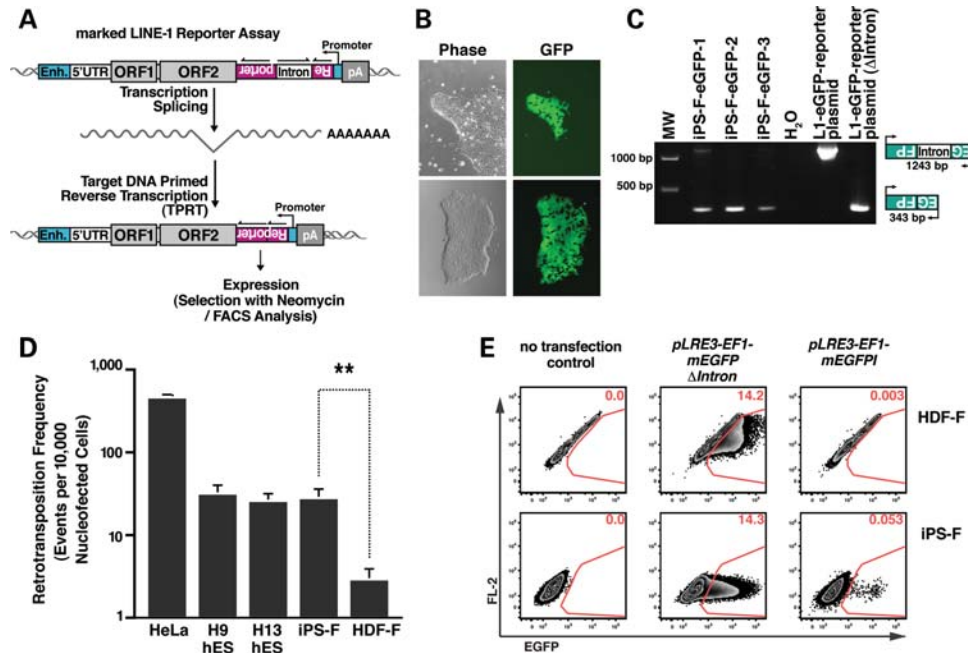 A
marked LINE-1 Reporter Assay
Promoter
Enh. 5'UTR ORF1 ORF2 Reporter Intron Re pA
Transcription
Splicing
AAAAAAA
Target DNA Primed
Reverse Transcription
(TPRT)
Promoter
Enh. 5'UTR ORF1 ORF2 Reporter pA
Expression
(Selection with Neomycin
/ FACS Analysis)
B
Phase GFP
C
MW
iPS-F-eGFP-1
iPS-F-eGFP-2
iPS-F-eGFP-3
H2O
L1-eGFP-reporter
plasmid
L1-eGFP-reporter
plasmid (ΔIntron)
1000 bp
500 bp
FP Intron EG
1243 bp
FP EG
343 bp
D
Retrotransposition Frequency
(Events per 10,000
Nucleofected Cells)
1,000
100
10
1
**
HeLa H9 hES H13 hES iPS-F HDF-F
E
no transfection
control
pLRE3-EF1-
mEGFP
ΔIntron
pLRE3-EF1-
mEGFPI
0.0 14.2 0.003
HDF-F
0.0 14.3 0.053
iPS-F
FL-2
EGFP